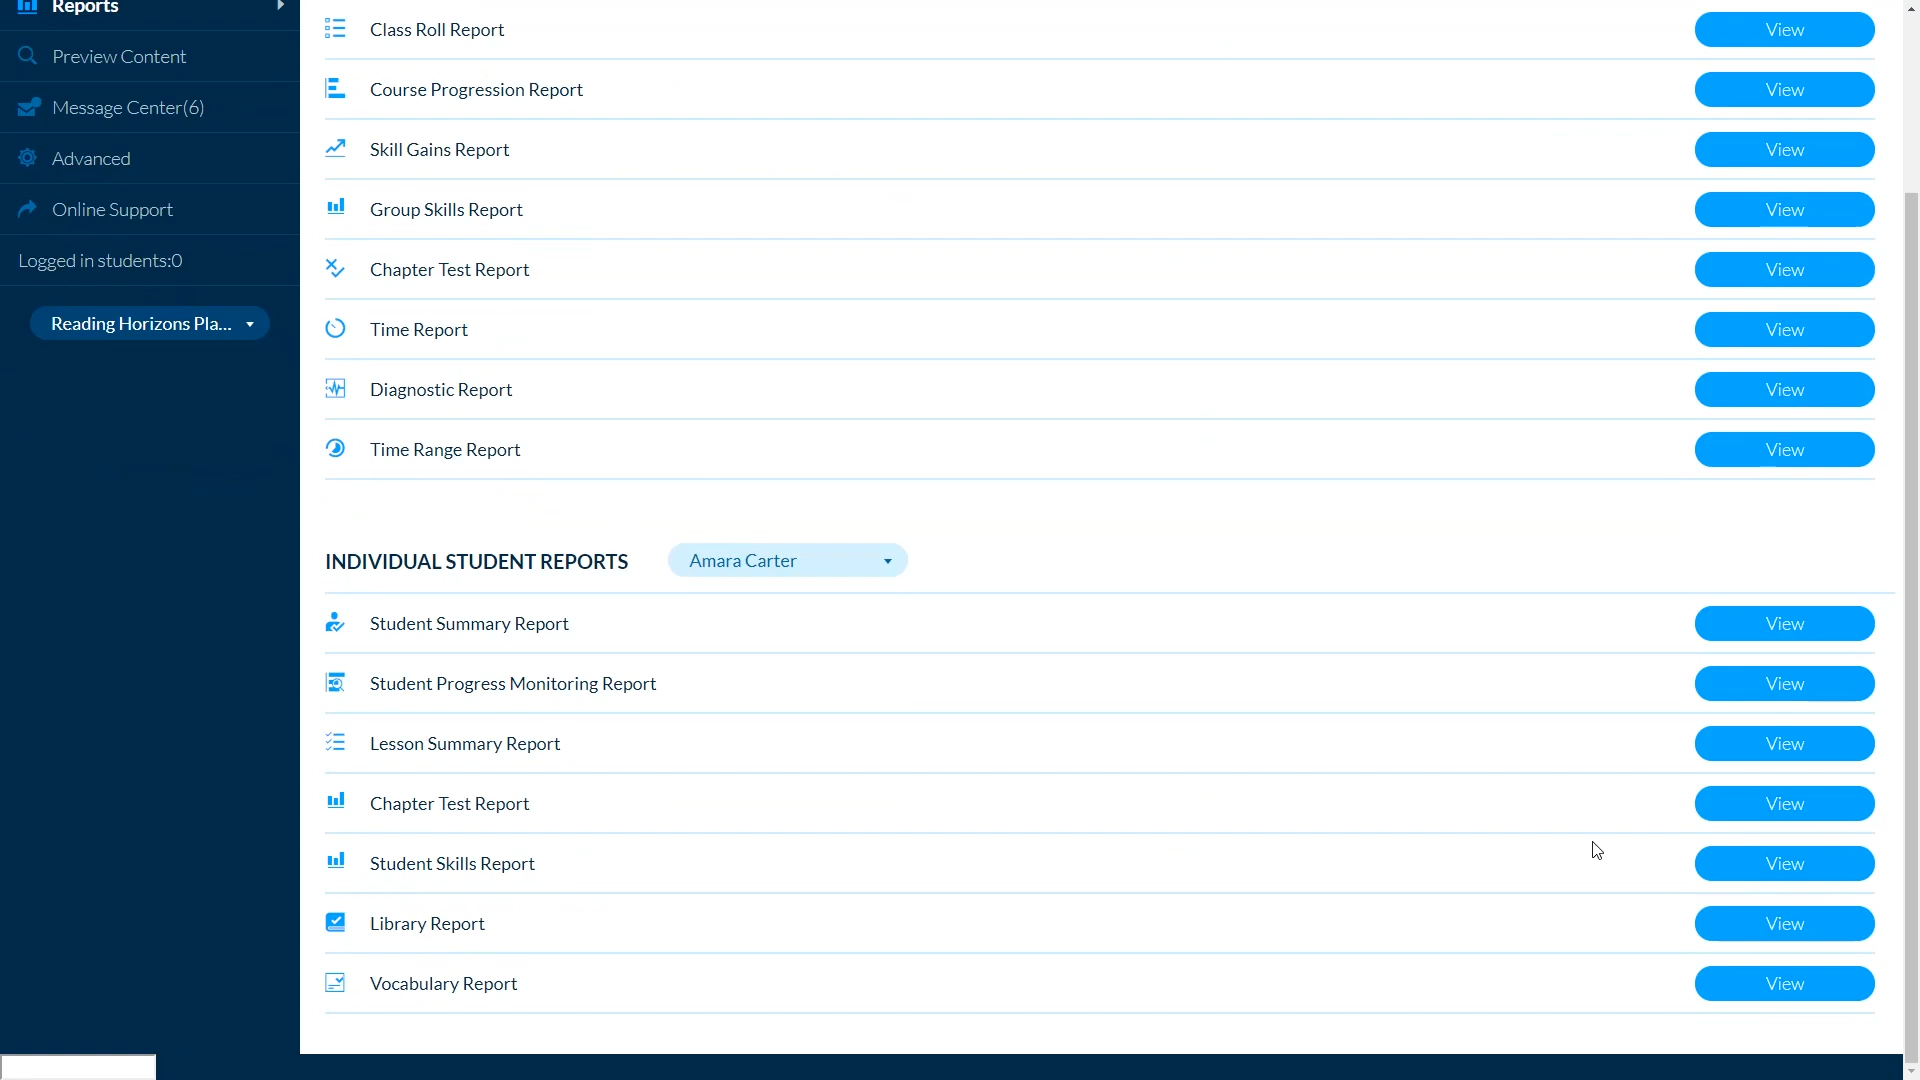 Reports
Preview Content
Message Center(6)
Advanced
Online Support
Logged in students:0
Reading Horizons Pla...
Class Roll Report View
Course Progression Report View
Skill Gains Report View
Group Skills Report View
Chapter Test Report View
Time Report View
Diagnostic Report View
Time Range Report View
INDIVIDUAL STUDENT REPORTS Amara Carter
Student Summary Report View
Student Progress Monitoring Report View
Lesson Summary Report View
Chapter Test Report View
Student Skills Report View
Library Report View
Vocabulary Report View